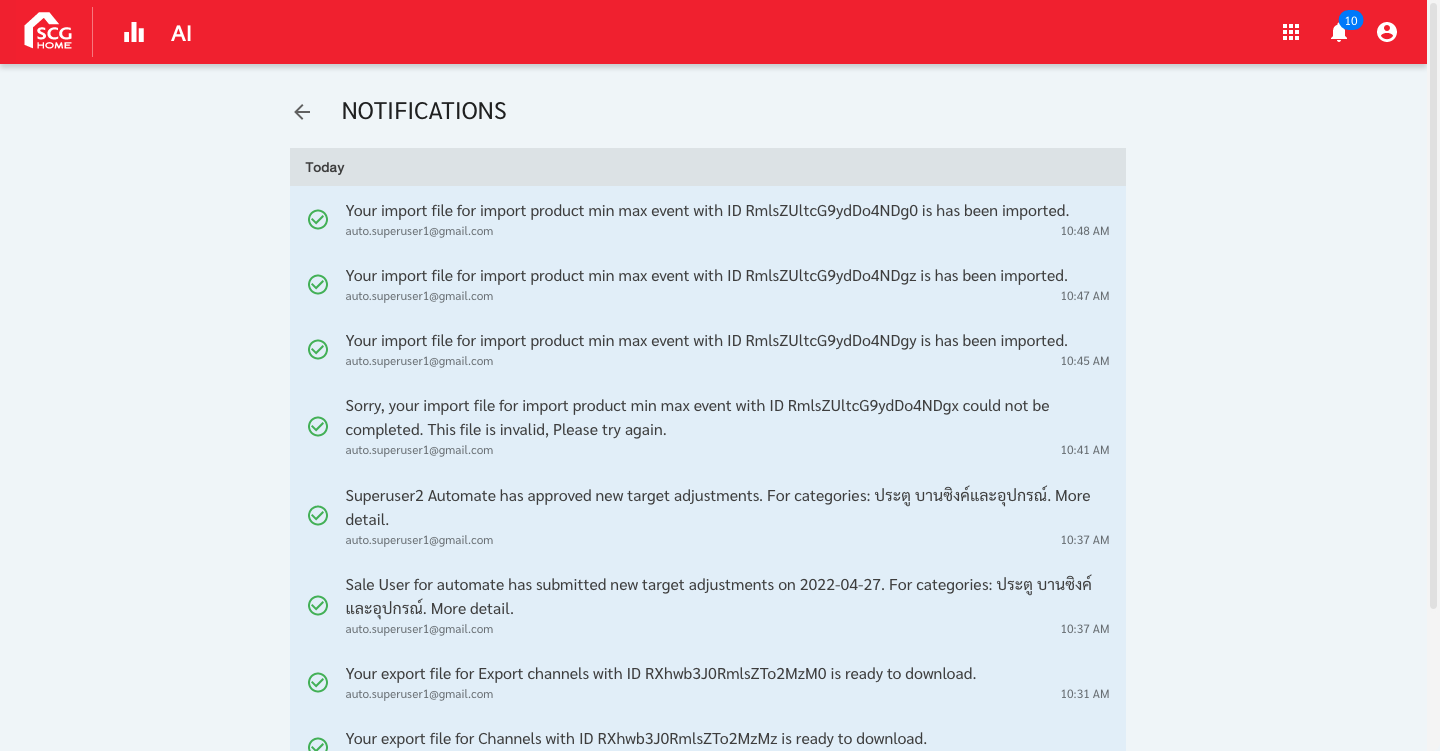 SCG
HOME
AI
10
NOTIFICATIONS
Today
Your import file for import product min max event with ID RmlsZUltcG9ydDo4NDg0 is has been imported.
auto.superuser1@gmail.com 10:48 AM
Your import file for import product min max event with ID RmlsZUltcG9ydDo4NDgz is has been imported.
auto.superuser1@gmail.com 10:47 AM
Your import file for import product min max event with ID RmlsZUltcG9ydDo4NDgy is has been imported.
auto.superuser1@gmail.com 10:45 AM
Sorry, your import file for import product min max event with ID RmlsZUltcG9ydDo4NDgx could not be
completed. This file is invalid, Please try again.
auto.superuser1@gmail.com 10:41 AM
Superuser2 Automate has approved new target adjustments. For categories: ประตู บานซิงค์และอุปกรณ์. More
detail.
auto.superuser1@gmail.com 10:37 AM
Sale User for automate has submitted new target adjustments on 2022-04-27. For categories: ประตู บานซิงค์
และอุปกรณ์. More detail.
auto.superuser1@gmail.com 10:37 AM
Your export file for Export channels with ID RXhwb3J0RmlsZTo2MzM0 is ready to download.
auto.superuser1@gmail.com 10:31 AM
Your export file for Channels with ID RXhwb3J0RmlsZTo2MzMz is ready to download.